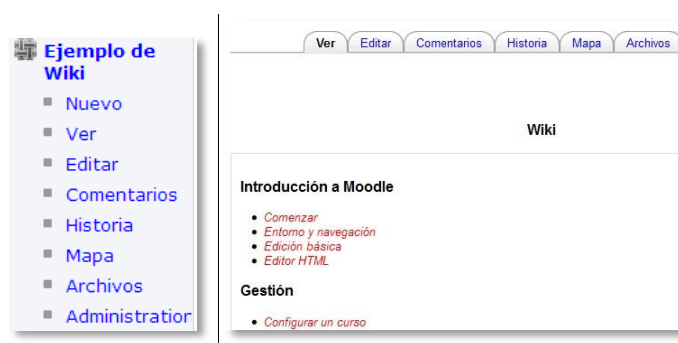 Ejemplo de
Wiki
Nuevo
Ver
Editar
Comentarios
Historia
Mapa
Archivos
Administration
Ver Editar Comentarios Historia Mapa Archivos
Wiki
Introducción a Moodle
Comenzar
Entorno y navegación
Edición básica
Editor HTML
Gestión
Configurar un curso